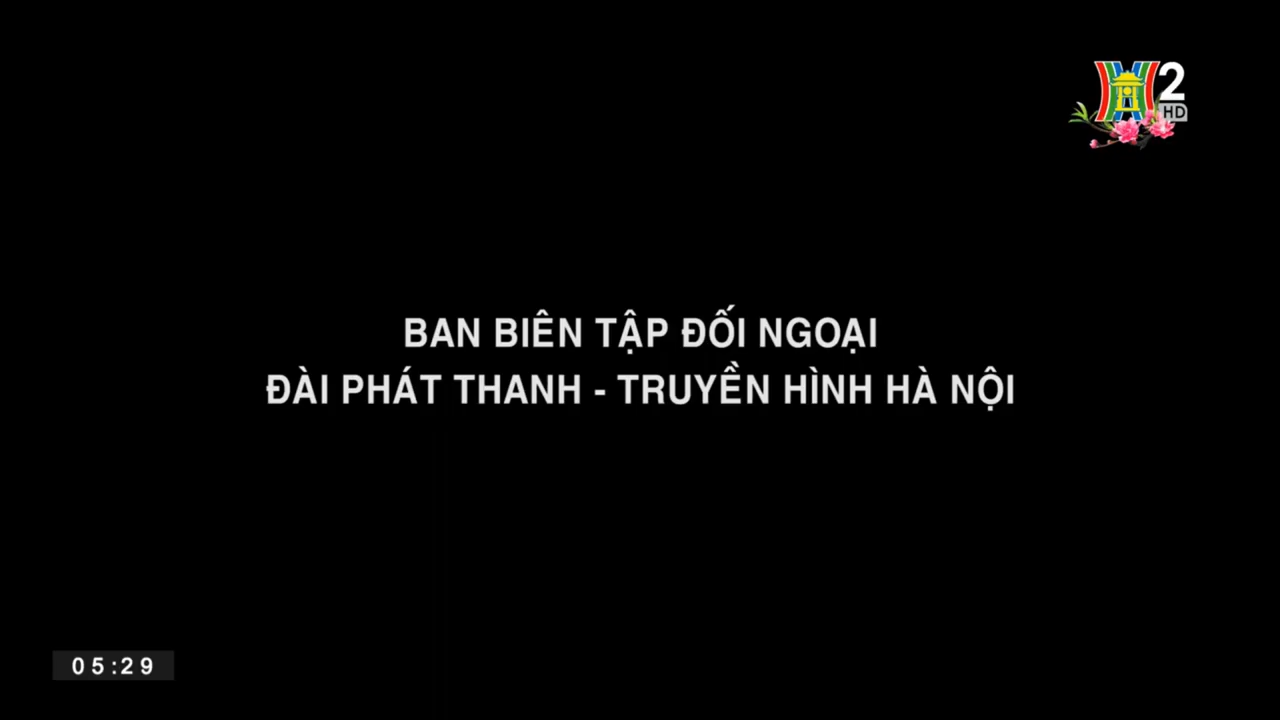 2
HD
BAN BIÊN TẬP ĐỐI NGOẠI
ĐÀI PHÁT THANH - TRUYỀN HÌNH HÀ NỘI
05:29